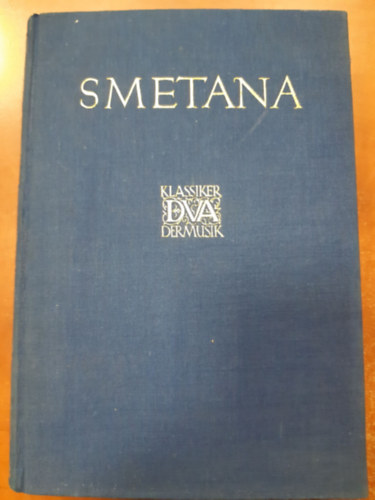 SMETANA
KLASSIKER
DVA
DER MUSIK